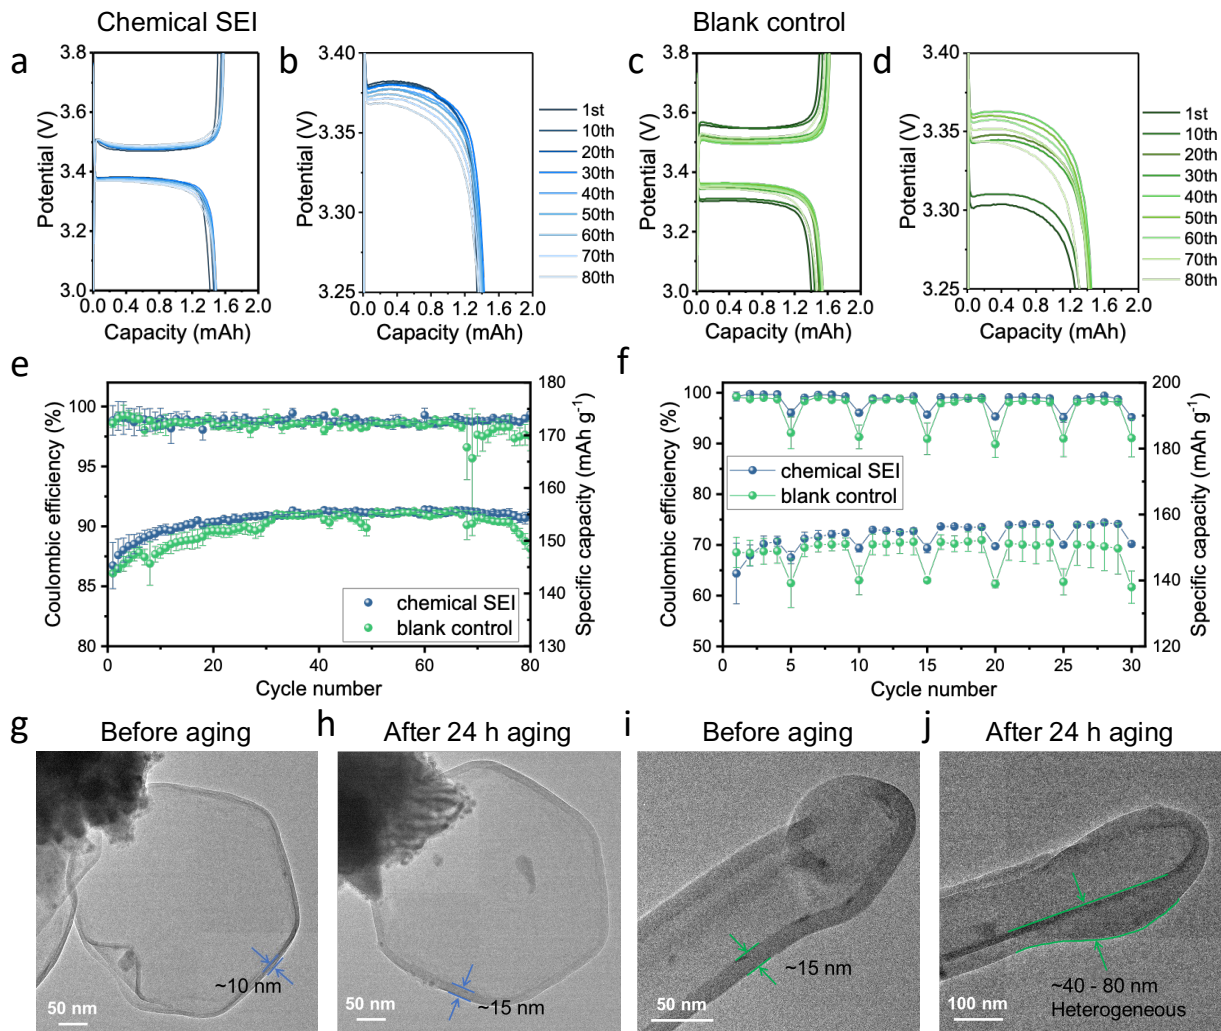 Chemical SEI
Blank control
a
b
c
d
3.8
3.6
3.4
3.2
3.0
Potential (V)
0.0 0.4 0.8 1.2 1.6 2.0
Capacity (mAh)
3.40
3.35
3.30
3.25
Potential (V)
0.0 0.4 0.8 1.2 1.6 2.0
Capacity (mAh)
1st
10th
20th
30th
40th
50th
60th
70th
80th
3.8
3.6
3.4
3.2
3.0
Potential (V)
0.0 0.4 0.8 1.2 1.6 2.0
Capacity (mAh)
3.40
3.35
3.30
3.25
Potential (V)
0.0 0.4 0.8 1.2 1.6 2.0
Capacity (mAh)
1st
10th
20th
30th
40th
50th
60th
70th
80th
e
100
95
90
85
80
Coulombic efficiency (%)
180
170
160
150
140
130
Specific capacity (mAh g⁻¹)
chemical SEI
blank control
0 20 40 60 80
Cycle number
f
100
90
80
70
60
50
Coulombic efficiency (%)
200
180
160
140
120
Specific capacity (mAh g⁻¹)
chemical SEI
blank control
0 5 10 15 20 25 30
Cycle number
g
Before aging
~10 nm
50 nm
h
After 24 h aging
~15 nm
50 nm
i
Before aging
~15 nm
50 nm
j
After 24 h aging
~40 - 80 nm
Heterogeneous
100 nm